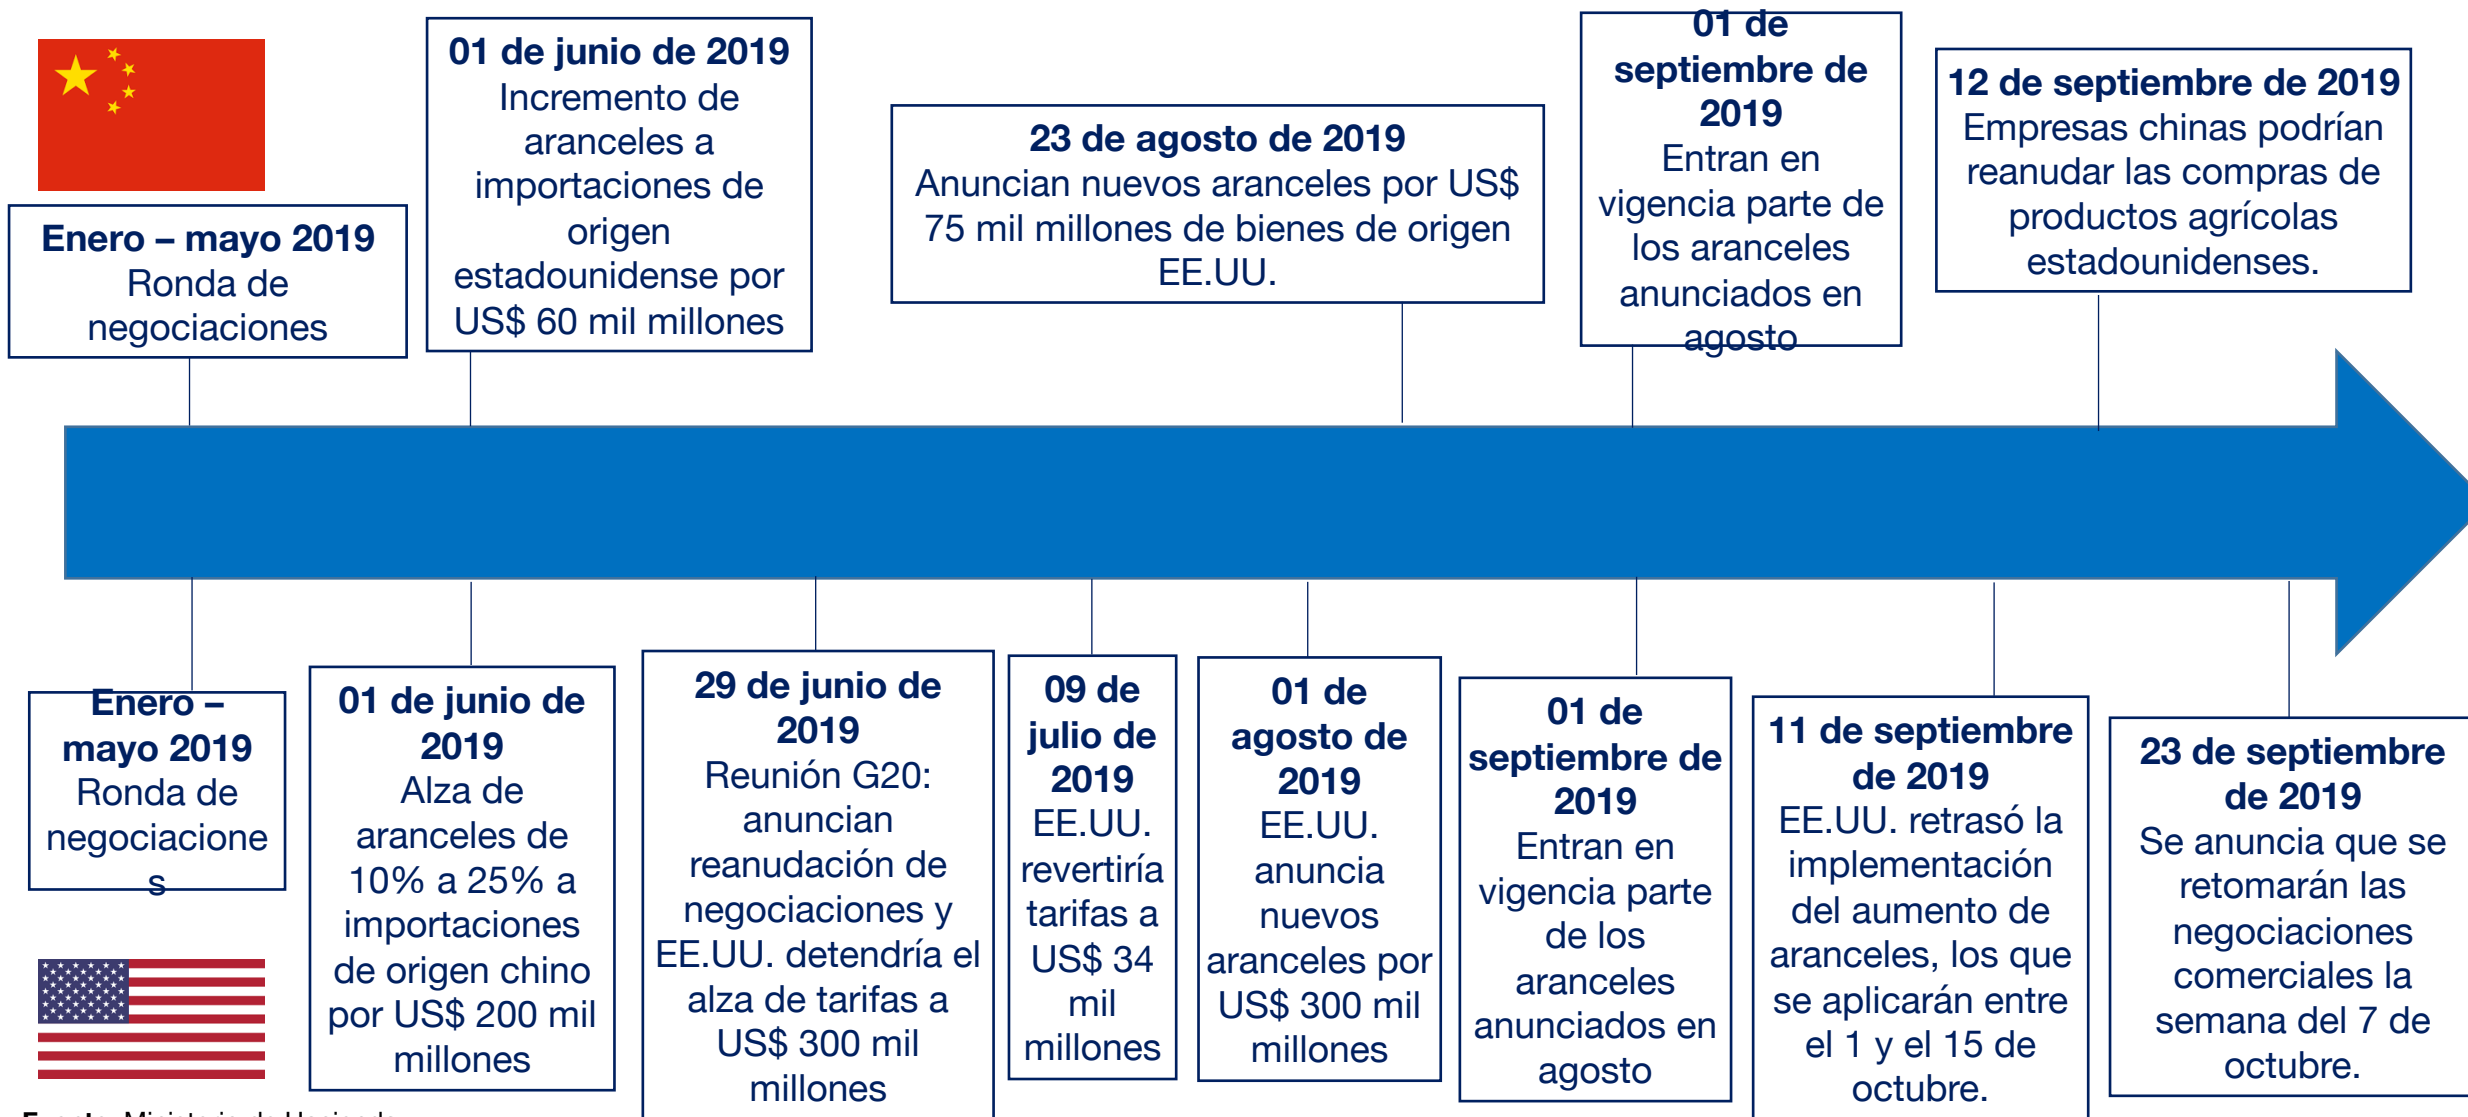 Enero – mayo 2019
Ronda de
negociaciones
01 de junio de 2019
Incremento de
aranceles a
importaciones de
origen
estadounidense por
US$ 60 mil millones
23 de agosto de 2019
Anuncian nuevos aranceles por US$
75 mil millones de bienes de origen
EE.UU.
01 de
septiembre de
2019
Entran en
vigencia parte de
los aranceles
anunciados en
agosto
12 de septiembre de 2019
Empresas chinas podrían
reanudar las compras de
productos agrícolas
estadounidenses.
Enero –
mayo 2019
Ronda de
negociacione
s
01 de junio de
2019
Alza de
aranceles de
10% a 25% a
importaciones
de origen chino
por US$ 200 mil
millones
29 de junio de
2019
Reunión G20:
anuncian
reanudación de
negociaciones y
EE.UU. detendría el
alza de tarifas a
US$ 300 mil
millones
09 de
julio de
2019
EE.UU.
revertiría
tarifas a
US$ 34
mil
millones
01 de
agosto de
2019
EE.UU.
anuncia
nuevos
aranceles por
US$ 300 mil
millones
01 de
septiembre de
2019
Entran en
vigencia parte
de los
aranceles
anunciados en
agosto
11 de septiembre
de 2019
EE.UU. retrasó la
implementación
del aumento de
aranceles, los que
se aplicarán entre
el 1 y el 15 de
octubre.
23 de septiembre
de 2019
Se anuncia que se
retomarán las
negociaciones
comerciales la
semana del 7 de
octubre.
Fuente: Ministerio de Hacienda